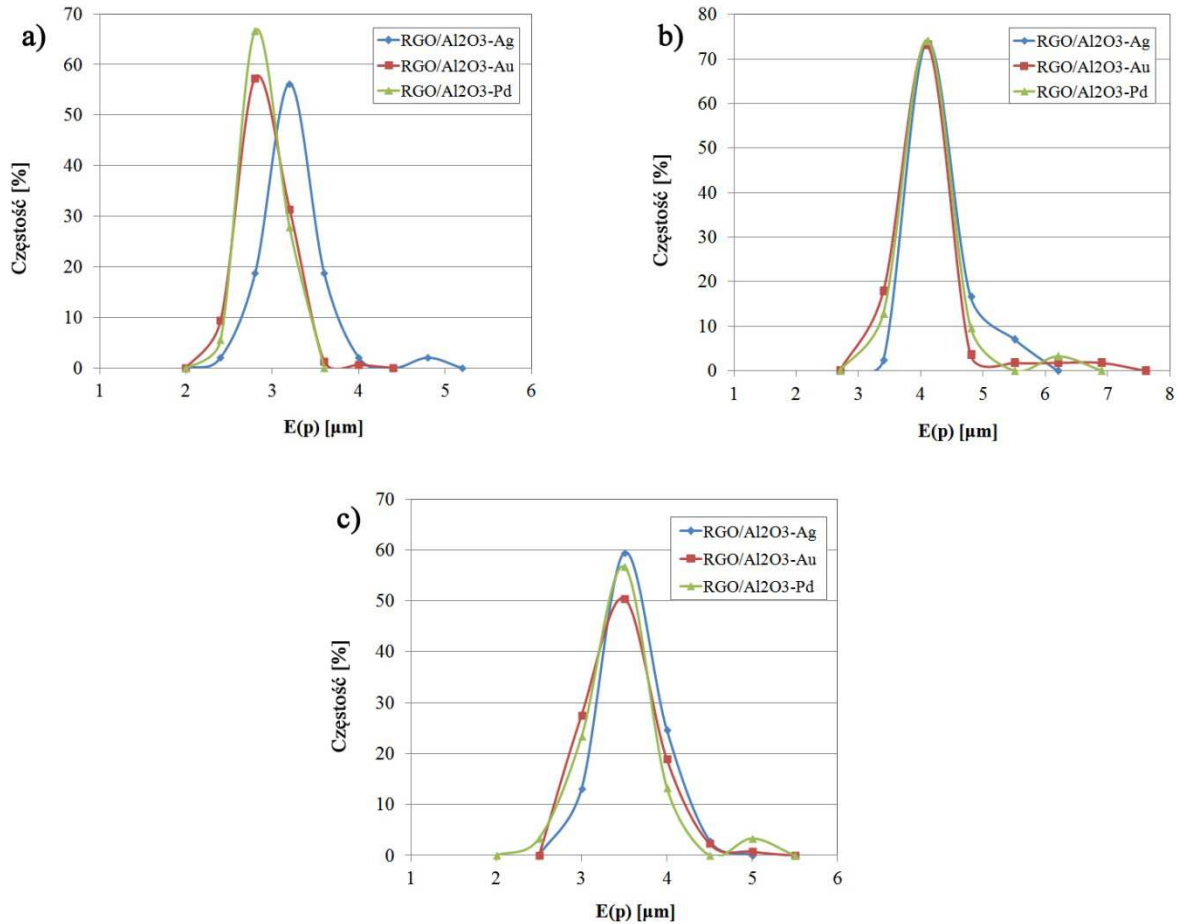 a)
70
60
50
40
30
20
10
0
Częstość [%]
RGO/Al2O3-Ag
RGO/Al2O3-Au
RGO/Al2O3-Pd
1 2 3 4 5 6
E(p) [µm]
b)
80
70
60
50
40
30
20
10
0
Częstość [%]
RGO/Al2O3-Ag
RGO/Al2O3-Au
RGO/Al2O3-Pd
1 2 3 4 5 6 7 8
E(p) [µm]
c)
70
60
50
40
30
20
10
0
Częstość [%]
RGO/Al2O3-Ag
RGO/Al2O3-Au
RGO/Al2O3-Pd
1 2 3 4 5 6
E(p) [µm]